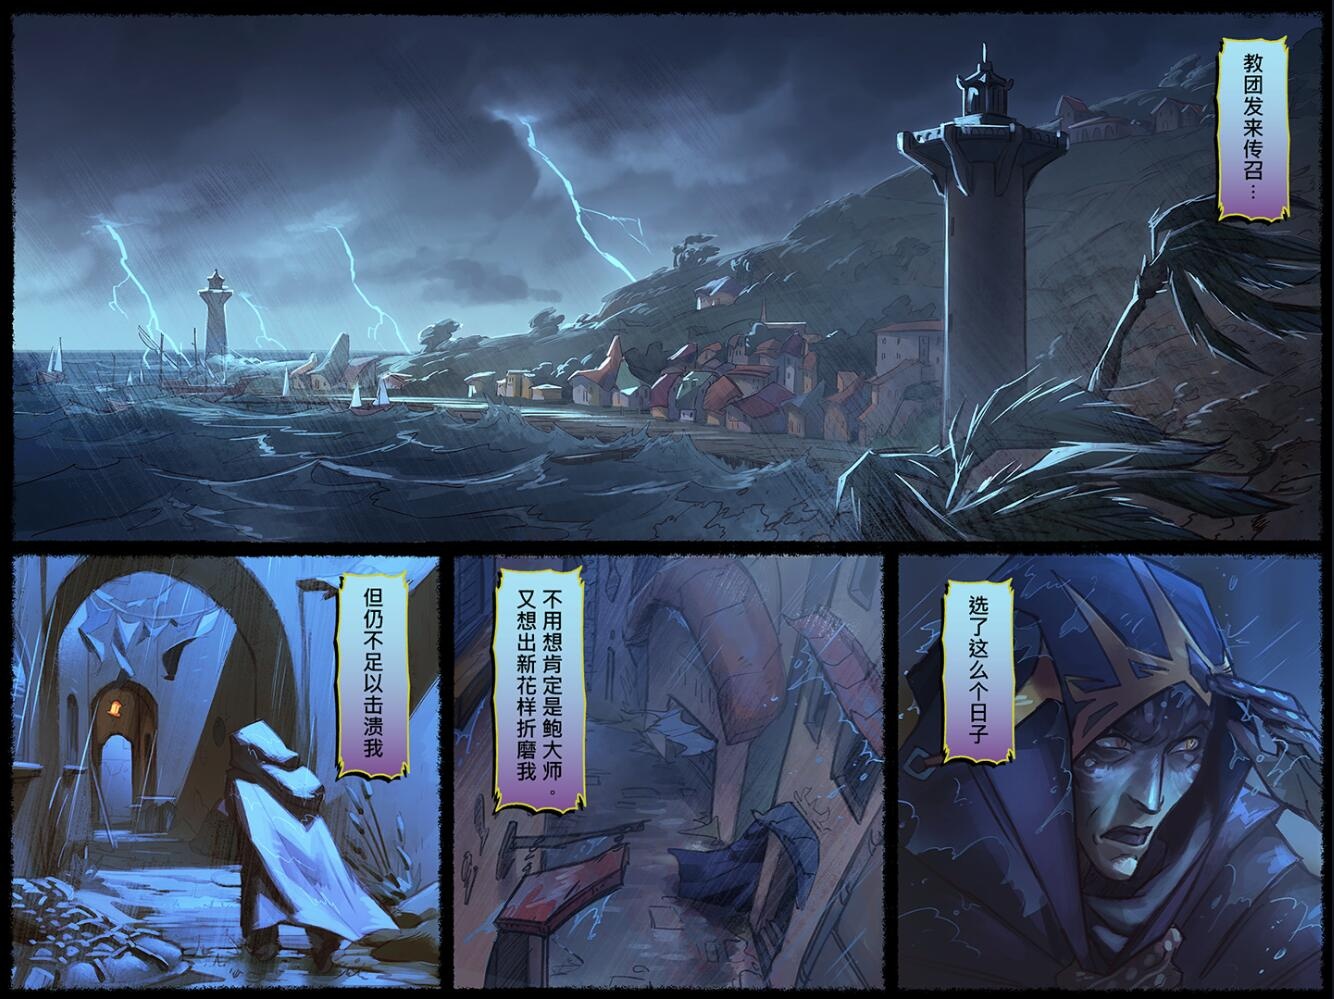 教团发来传召…
选了这么个日子
不用想肯定是鲍大师。
又想出新花样折磨我
但仍不足以击溃我